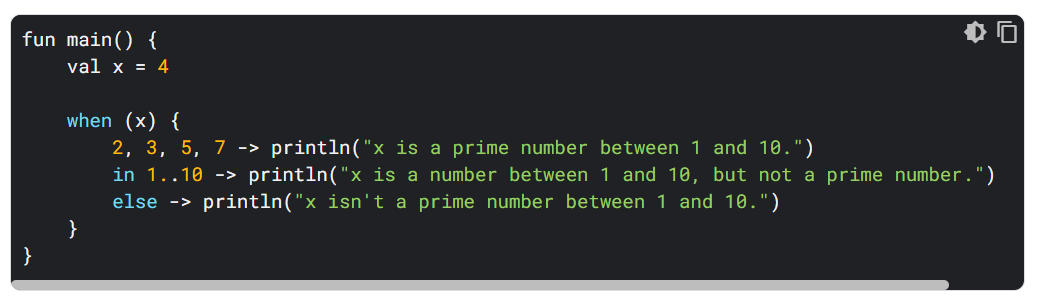 fun main() {
    val x = 4

    when (x) {
        2, 3, 5, 7 -> println("x is a prime number between 1 and 10.")
        in 1..10 -> println("x is a number between 1 and 10, but not a prime number.")
        else -> println("x isn't a prime number between 1 and 10.")
    }
}